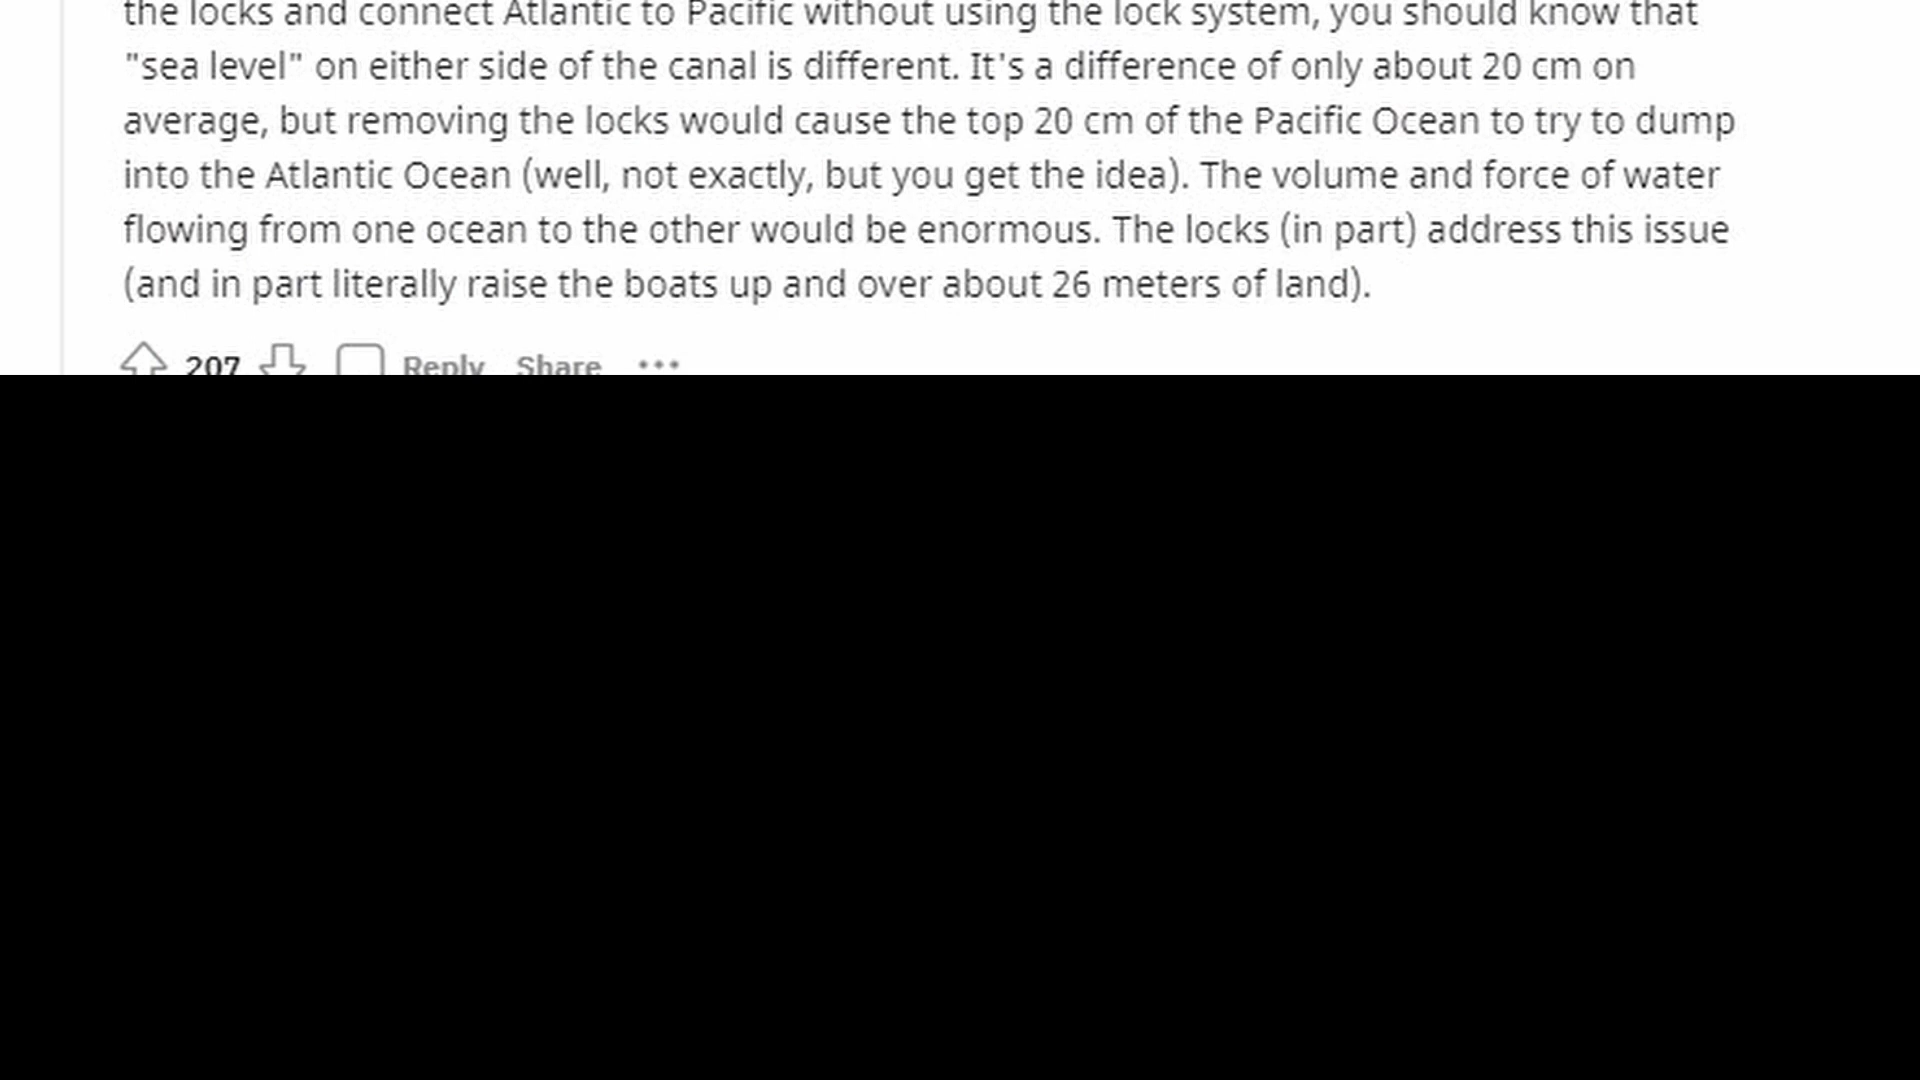 the locks and connect Atlantic to Pacific without using the lock system, you should know that
"sea level" on either side of the canal is different. It's a difference of only about 20 cm on
average, but removing the locks would cause the top 20 cm of the Pacific Ocean to try to dump
into the Atlantic Ocean (well, not exactly, but you get the idea). The volume and force of water
flowing from one ocean to the other would be enormous. The locks (in part) address this issue
(and in part literally raise the boats up and over about 26 meters of land).
207 Reply Share •••